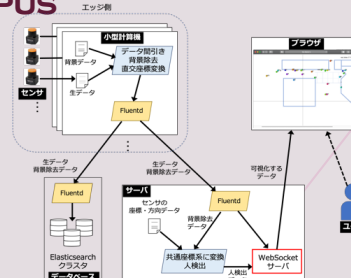 PUS
エッジ側
小型計算機
センサ
背景データ
生データ
データ間引き
背景除去
直交座標変換
Fluentd
生データ
背景除去データ
生データ
背景除去データ
可視化する
データ
ブラウザ
Fluentd
Elasticsearch
クラスタ
データベース
サーバ
センサの
座標・方向データ
Fluentd
背景除去
データ
共通座標系に変換
人検出
人検出
WebSocket
サーバ